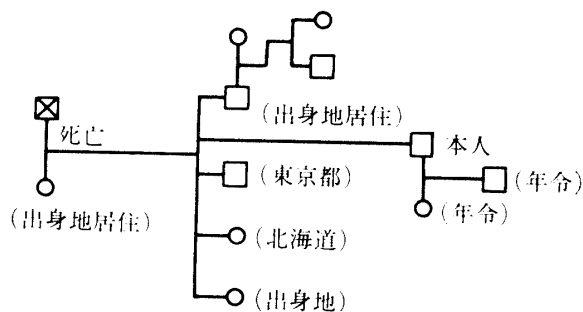 (出身地居住)
死亡
本人
(東京都)
(年令)
(年令)
(出身地居住)
(北海道)
(出身地)